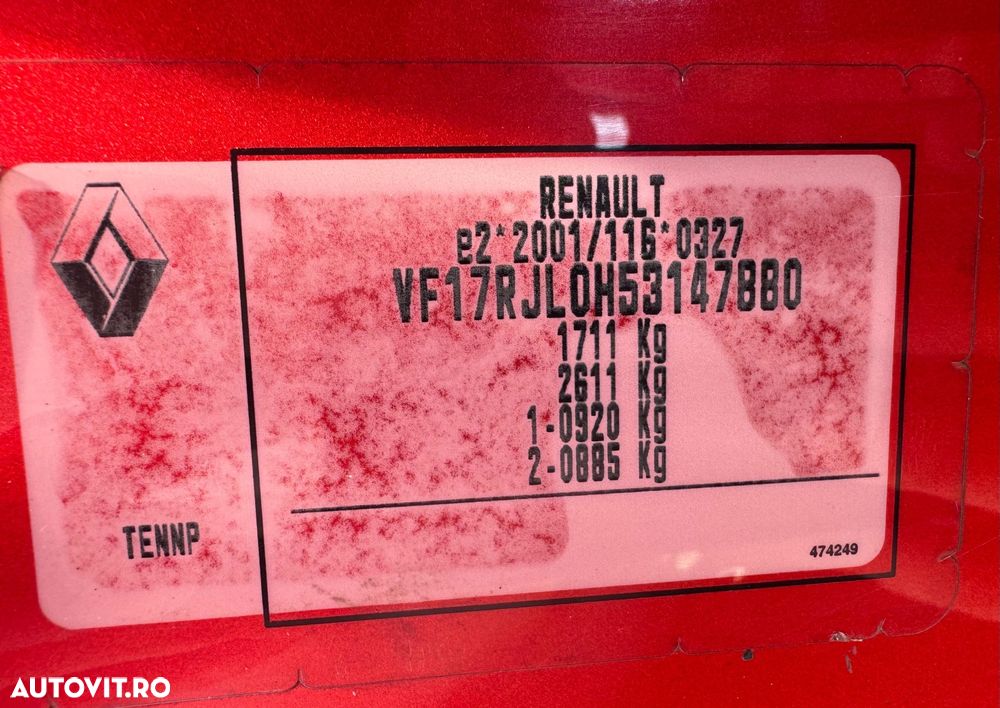 RENAULT
e2*2001/116*0327
VF17RJL0H53147880
1711 Kg
2611 Kg
1-0920 Kg
2-0885 Kg
TENNP
474249
AUTOVIT.RO